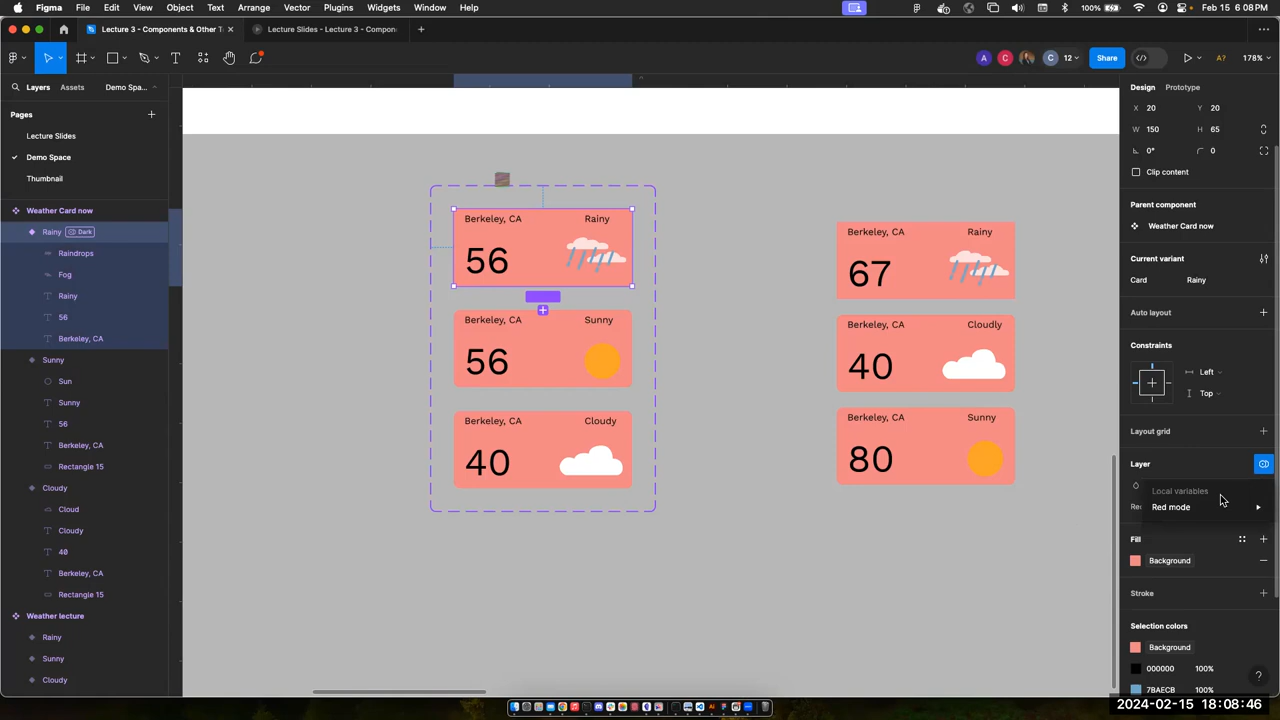 Figma File Edit View Object Text Arrange Lecture Vectors Plugins Widgets Window Help 100% Feb 15 6:08 PM
Lecture 3 - Components & Other T Lecture Slides - Lecture 3 - Compon
A C C 12 Share A? 178%
Layers Assets Demo Spa...
Design Prototype
Pages
Lecture Slides
Demo Space
Thumbnail
Weather Card now
Rainy Dark
Raindrops
Fog
Rainy
56
Berkeley, CA
Sunny
Sun
Sunny
56
Berkeley, CA
Rectangle 15
Cloudy
Cloud
Cloudy
40
Berkeley, CA
Rectangle 15
Weather lecture
Rainy
Sunny
Cloudy
Berkeley, CA Rainy
56
Berkeley, CA Sunny
56
Berkeley, CA Cloudy
40
Berkeley, CA Rainy
67
Berkeley, CA Cloudly
40
Berkeley, CA Sunny
80
X 20 Y 20
W 150 H 65
0° 0
Clip content
Parent component
Weather Card now
Current variant
Card Rainy
Auto layout
Constraints
Left
Top
Layout grid
Layer
Local variables
Red mode
Fill
Background
Stroke
Selection colors
Background
000000 100%
7BAECB 100%
?
2024-02-15 18:08:46